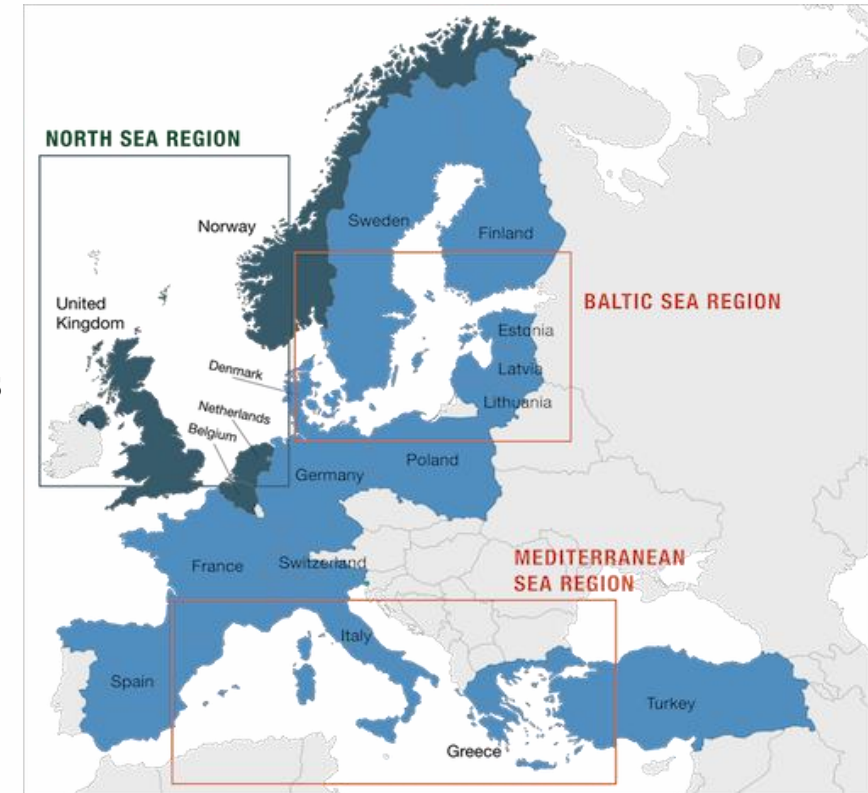 NORTH SEA REGION
Norway
Sweden
Finland
United
Kingdom
BALTIC SEA REGION
Estonia
Denmark
Latvia
Netherlands
Lithuania
Belgium
Poland
Germany
France
Switzerland
MEDITERRANEAN
SEA REGION
Italy
Spain
Turkey
Greece